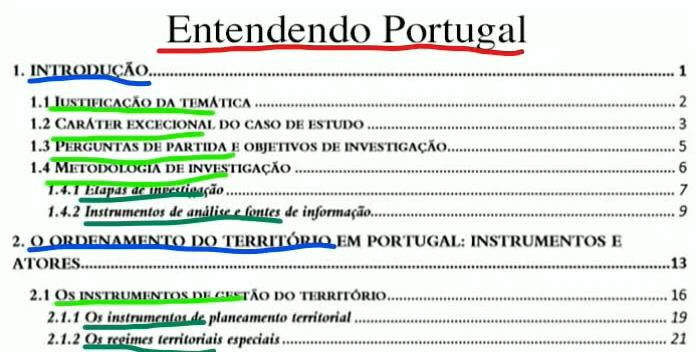 Entendendo Portugal
1. INTRODUÇÃO.......... 1
1.1 JUSTIFICAÇÃO DA TEMÁTICA .......... 2
1.2 CARÁTER EXCECIONAL DO CASO DE ESTUDO .......... 3
1.3 PERGUNTAS DE PARTIDA E OBJETIVOS DE INVESTIGAÇÃO.......... 5
1.4 METODOLOGIA DE INVESTIGAÇÃO .......... 6
1.4.1 Etapas de investigação .......... 7
1.4.2 Instrumentos de análise e fontes de informação.......... 9
2. O ORDENAMENTO DO TERRITÓRIO EM PORTUGAL: INSTRUMENTOS E
ATORES.......... 13
2.1 OS INSTRUMENTOS DE GESTÃO DO TERRITÓRIO.......... 16
2.1.1 Os instrumentos de planeamento territorial .......... 19
2.1.2 Os regimes territoriais especiais .......... 21